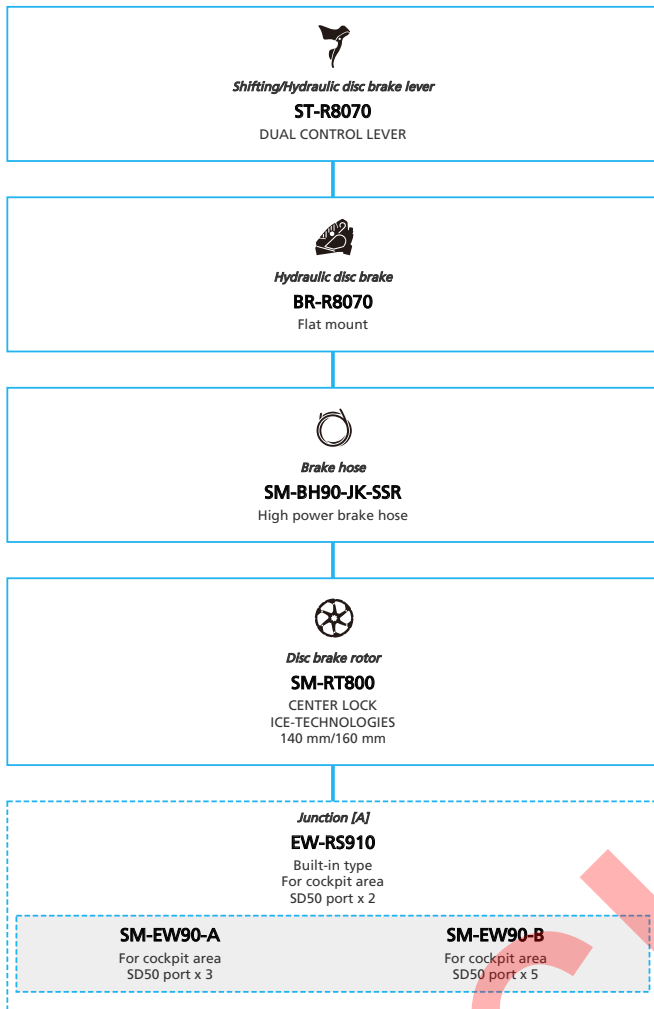 Shifting/Hydraulic disc brake lever
ST-R8070
DUAL CONTROL LEVER
Hydraulic disc brake
BR-R8070
Flat mount
Brake hose
SM-BH90-JK-SSR
High power brake hose
Disc brake rotor
SM-RT800
CENTER LOCK
ICE-TECHNOLOGIES
140 mm/160 mm
Junction [A]
EW-RS910
Built-in type
For cockpit area
SD50 port x 2
SM-EW90-A
For cockpit area
SD50 port x 3
SM-EW90-B
For cockpit area
SD50 port x 5